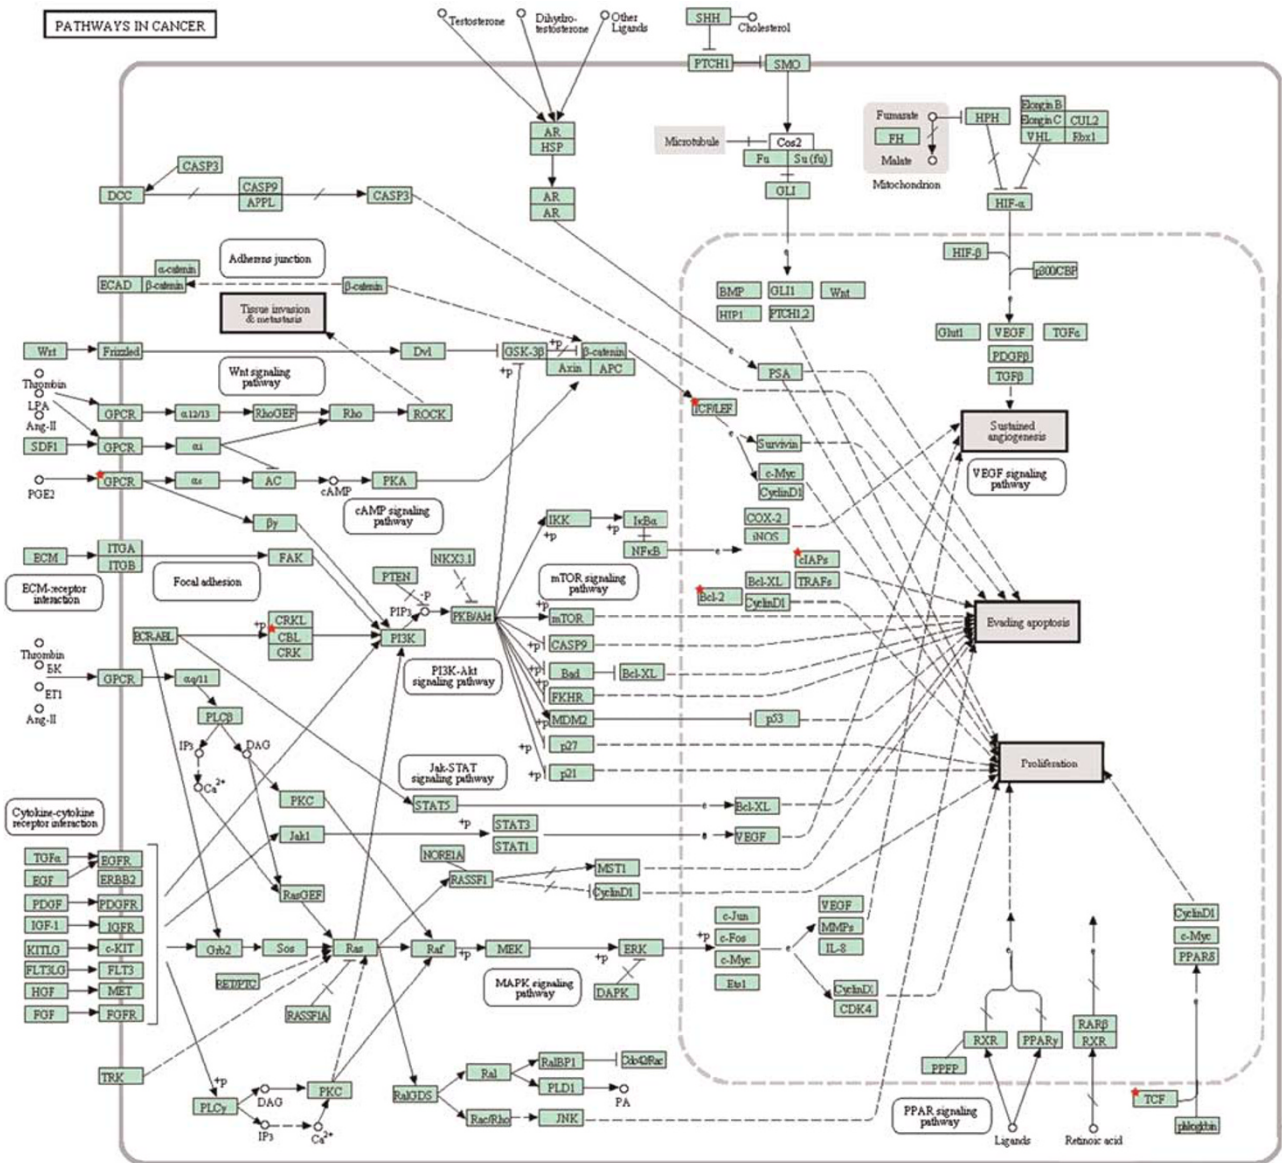 PATHWAYS IN CANCER
Testosterone
Dihydro-
testosterone
Other
Ligands
SHH
Cholesterol
PTCH1
SMO
AR
HSP
AR
AR
Microtubule
Cos2
Fu
Su (fu)
GLI
Fumarate
FH
Malate
Mitochondrion
HPH
Elongin B
Elongin C
CUL2
VHL
Rbx1
HIF-α
HIF-β
p300/CBP
e
DCC
CASP3
CASP9
APPL
CASP3
ECAD
α-catenin
β-catenin
Adherens junction
β-catenin
Tissue invasion
& metastasis
e
BMP
GLI1
Wnt
HIP1
PTCH1,2
Glut1
VEGF
TGFα
PDGFβ
TGFβ
Wnt
Frizzled
Dvl
+p
GSK-3β
+p
β-catenin
Axin
APC
Wnt signaling
pathway
e
PSA
Thrombin
LPA
Ang-II
GPCR
α12/13
RhoGEF
Rho
ROCK
TCF/LEF
e
Survivin
Sustained
angiogenesis
SDF1
GPCR
αi
PGE2
GPCR
αs
AC
cAMP
PKA
cAMP signaling
pathway
c-Myc
CyclinD1
VEGF signaling
pathway
βγ
IKK
+p
+p
IκBα
NFκB
e
COX-2
iNOS
ECM
ITGA
ITGB
FAK
Focal adhesion
ECM-receptor
interaction
PTEN
NKX3.1
-p
PIP3
PKB/Akt
mTOR signaling
pathway
cIAPs
Bcl-XL
TRAFs
Bcl-2
CyclinD1
BCR-ABL
+p
CRKL
CBL
CRK
PI3K
PI3K-Akt
signaling pathway
+p
mTOR
+p
CASP9
+p
Bad
Bcl-XL
+p
FKHR
+p
MDM2
p53
+p
p27
+p
p21
Evading apoptosis
Proliferation
Thrombin
BK
ET1
Ang-II
GPCR
αq/11
PLCβ
IP3
DAG
Ca2+
PKC
Jak-STAT
signaling pathway
STAT5
e
Bcl-XL
Cytokine-cytokine
receptor interaction
Jak1
+p
STAT3
STAT1
e
VEGF
TGFα
EGFR
EGF
ERBB2
PDGF
PDGFR
IGF-1
IGFR
KITLG
c-KIT
FLT3LG
FLT3
HGF
MET
FGF
FGFR
NORE1A
RASSF1
MST1
CyclinD1
RasGEF
Grb2
Sos
Ras
Raf
+p
MEK
+p
ERK
+p
DAPK
RET/PTC
RASSF1A
MAPK signaling
pathway
c-Jun
c-Fos
c-Myc
Ets1
e
VEGF
MMPs
IL-8
CyclinD1
CDK4
CyclinD1
c-Myc
PPARδ
e
e
e
RXR
PPARγ
PPFP
RARβ
RXR
PPAR signaling
pathway
Ligands
Retinoic acid
TCF
TRK
+p
PLCγ
DAG
IP3
Ca2+
PKC
RalGDS
Ral
RalBP1
Cdc42/Rac
PLD1
PA
Rac/Rho
JNK